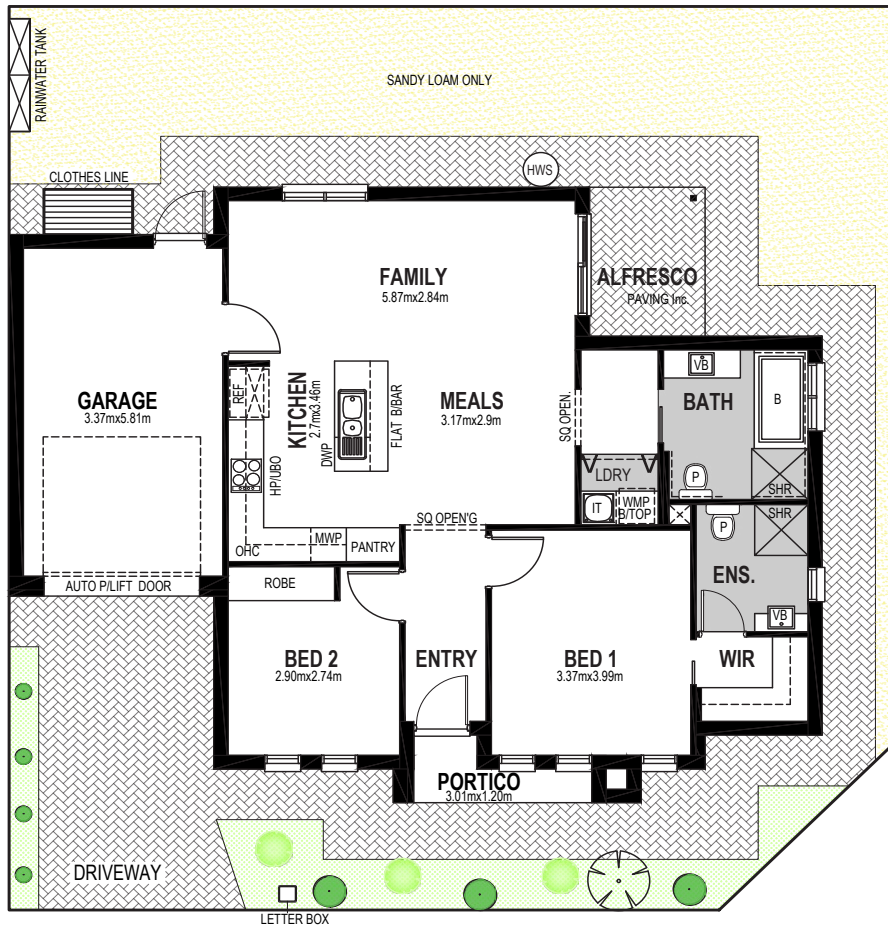 RAINWATER TANK
SANDY LOAM ONLY
CLOTHES LINE
HWS
FAMILY
5.87mx2.84m
ALFRESCO
PAVING Inc.
GARAGE
3.37mx5.81m
REF
KITCHEN
2.7mx3.46m
DWP
FLAT B/BAR
HP/UBO
MEALS
3.17mx2.9m
SQ OPEN.
VB
BATH
B
P
SHR
LDRY
IT
WMP
B/TOP
SQ OPEN'G
OHC
MWP
PANTRY
SHR
P
ENS.
VB
AUTO P/LIFT DOOR
ROBE
BED 2
2.90mx2.74m
ENTRY
BED 1
3.37mx3.99m
WIR
PORTICO
3.01mx1.20m
DRIVEWAY
LETTER BOX